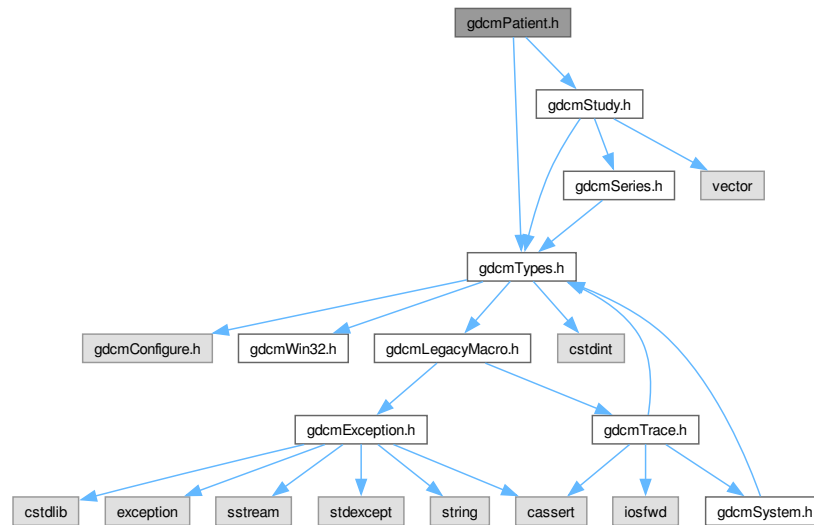 gdcmPatient.h
gdcmStudy.h
gdcmSeries.h
vector
gdcmTypes.h
gdcmConfigure.h
gdcmWin32.h
gdcmLegacyMacro.h
cstdint
gdcmException.h
gdcmTrace.h
cstdlib
exception
sstream
stdexcept
string
cassert
iosfwd
gdcmSystem.h